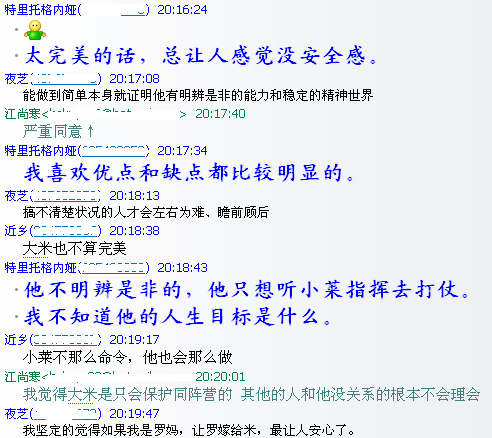 特里托格内娅( ) 20:16:24
太完美的话，总让人感觉没安全感。
夜芝( ) 20:17:08
能做到简单本身就证明他有明辨是非的能力和稳定的精神世界
江尚寒< > 20:17:40
严重同意↑
特里托格内娅( ) 20:17:34
我喜欢优点和缺点都比较明显的。
夜芝( ) 20:18:13
搞不清楚状况的人才会左右为难、瞻前顾后
近乡( ) 20:18:38
大米也不算完美
特里托格内娅( ) 20:18:43
他不明辨是非的，他只想听小菜指挥去打仗。
我不知道他的人生目标是什么。
近乡( ) 20:19:17
小菜不那么命令，他也会那么做
江尚寒< 20:20:01
我觉得大米是只会保护同阵营的 其他的人和他没关系的根本不会理会
夜芝( ) 20:19:47
我坚定的觉得如果我是罗妈，让罗嫁给米，最让人安心了。